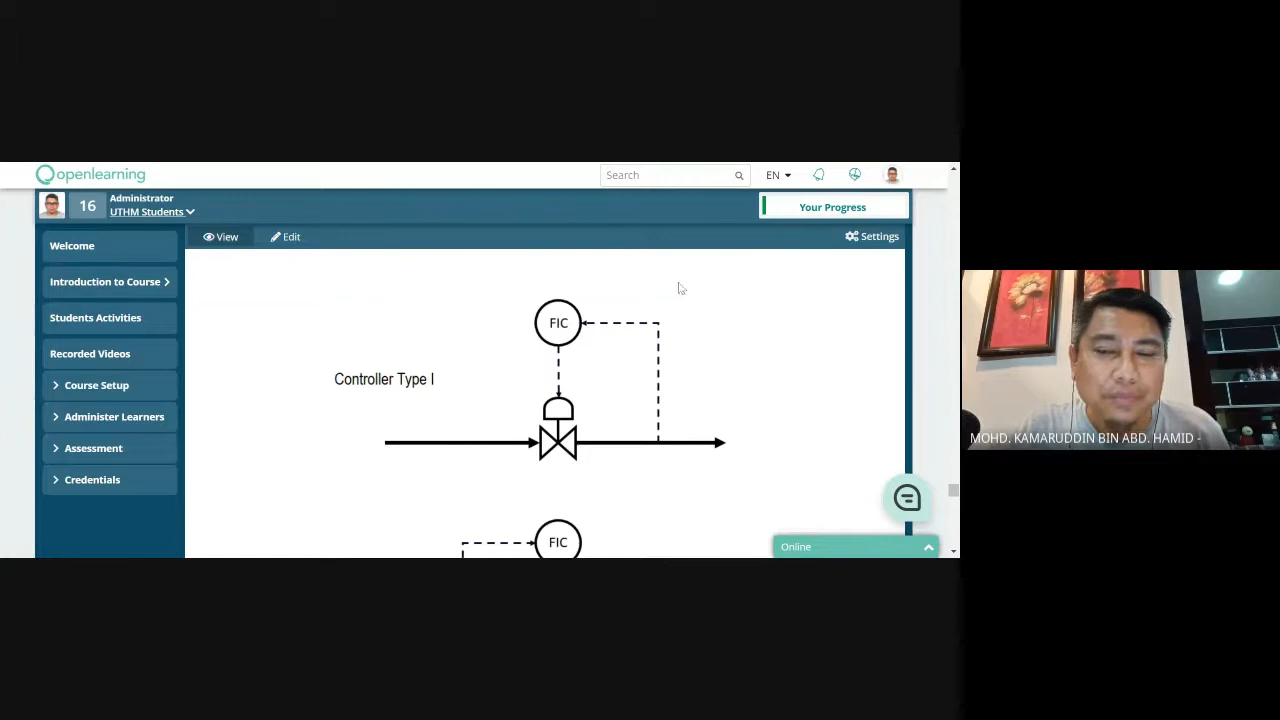 openlearning
Search
EN
16
Administrator
UTHM Students
Your Progress
Welcome
Introduction to Course
Students Activities
Recorded Videos
Course Setup
Administer Learners
Assessment
Credentials
View
Edit
Settings
FIC
Controller Type I
FIC
Online
MOHD. KAMARUDDIN BIN ABD. HAMID -